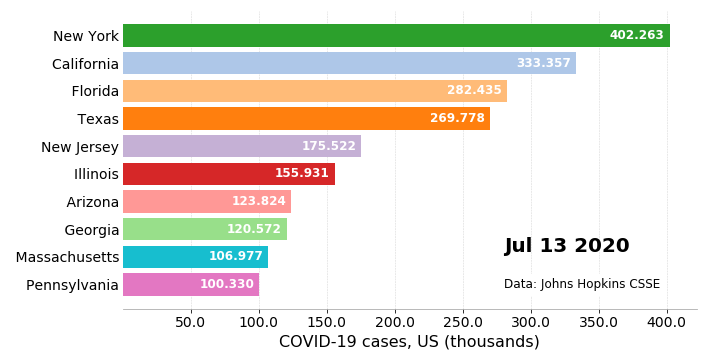 New York 402.263
California 333.357
Florida 282.435
Texas 269.778
New Jersey 175.522
Illinois 155.931
Arizona 123.824
Georgia 120.572
Massachusetts 106.977
Pennsylvania 100.330
Jul 13 2020
Data: Johns Hopkins CSSE
50.0 100.0 150.0 200.0 250.0 300.0 350.0 400.0
COVID-19 cases, US (thousands)